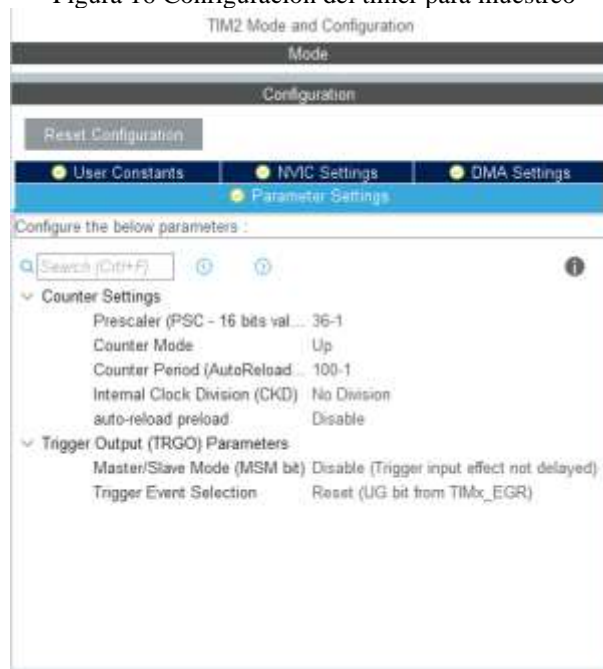 Figura 16 Configuración del timer para muestreo
TIM2 Mode and Configuration
Mode
Configuration
Reset Configuration
User Constants
NVIC Settings
DMA Settings
Parameter Settings
Configure the below parameters :
Search (Crtl+F)
Counter Settings
Prescaler (PSC - 16 bits val... 36-1
Counter Mode Up
Counter Period (AutoReload... 100-1
Internal Clock Division (CKD) No Division
auto-reload preload Disable
Trigger Output (TRGO) Parameters
Master/Slave Mode (MSM bit) Disable (Trigger input effect not delayed)
Trigger Event Selection Reset (UG bit from TIMx_EGR)